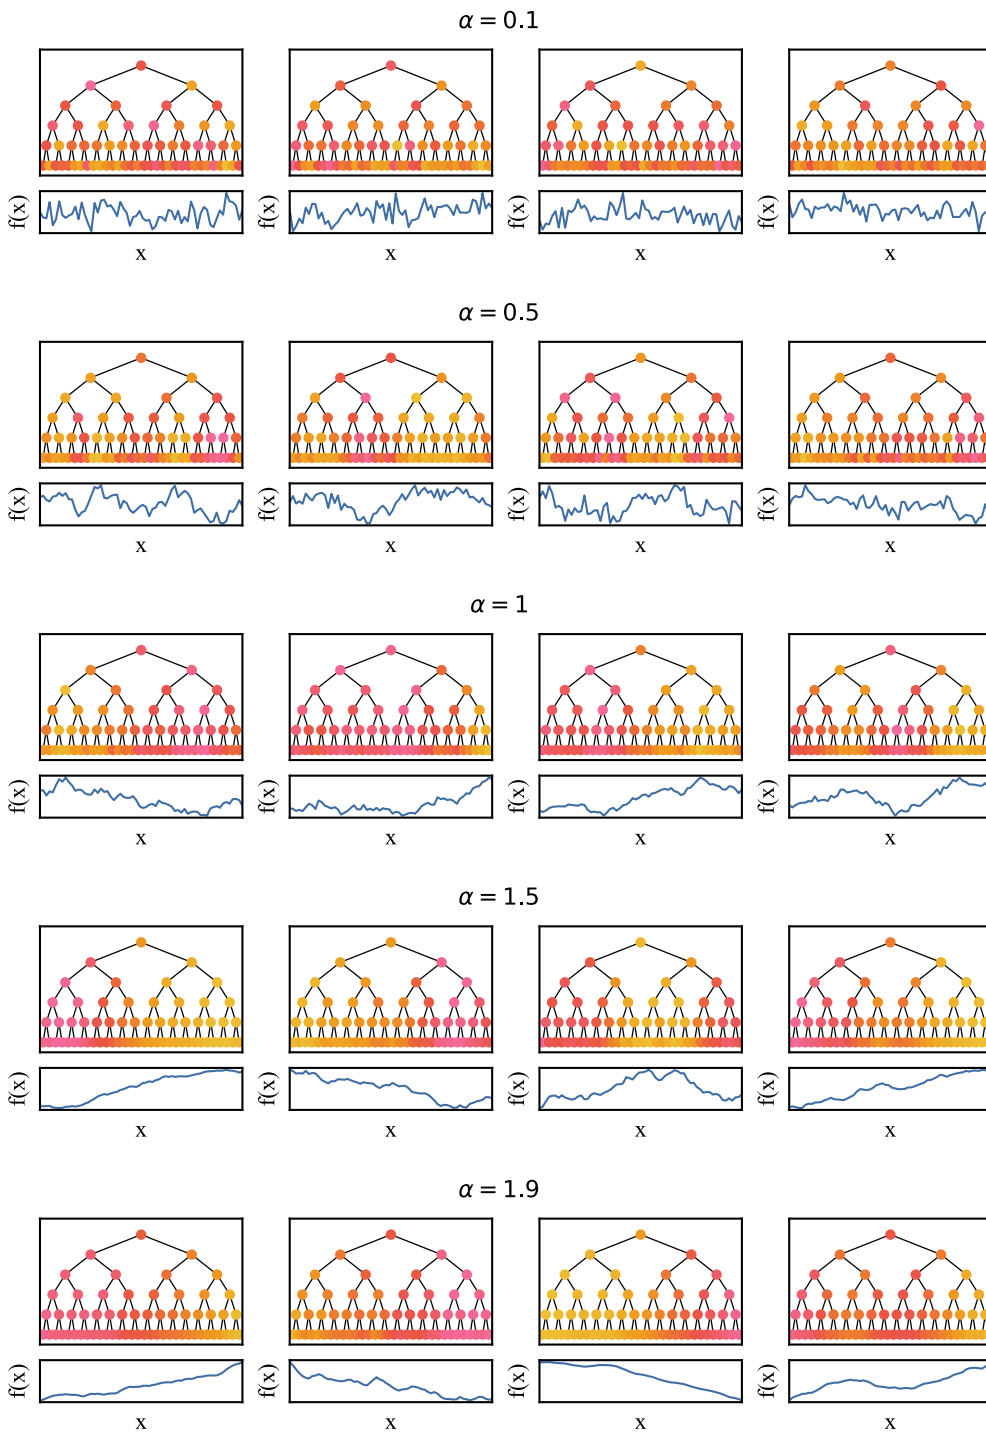 α = 0.1
f(x) f(x) f(x) f(x)
x x x x
α = 0.5
f(x) f(x) f(x) f(x)
x x x x
α = 1
f(x) f(x) f(x) f(x)
x x x x
α = 1.5
f(x) f(x) f(x) f(x)
x x x x
α = 1.9
f(x) f(x) f(x) f(x)
x x x x